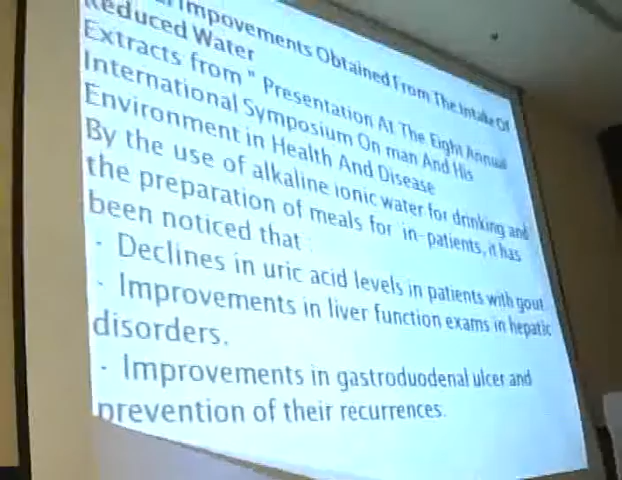 Impovements Obtained From The Intake Of
Reduced Water
Extracts from " Presentation At The Eight Annual
International Symposium On man And His
Environment in Health And Disease
By the use of alkaline ionic water for drinking and
the preparation of meals for in-patients, it has
been noticed that :
- Declines in uric acid levels in patients with gout
- Improvements in liver function exams in hepatic
disorders.
- Improvements in gastroduodenal ulcer and
prevention of their recurrences.